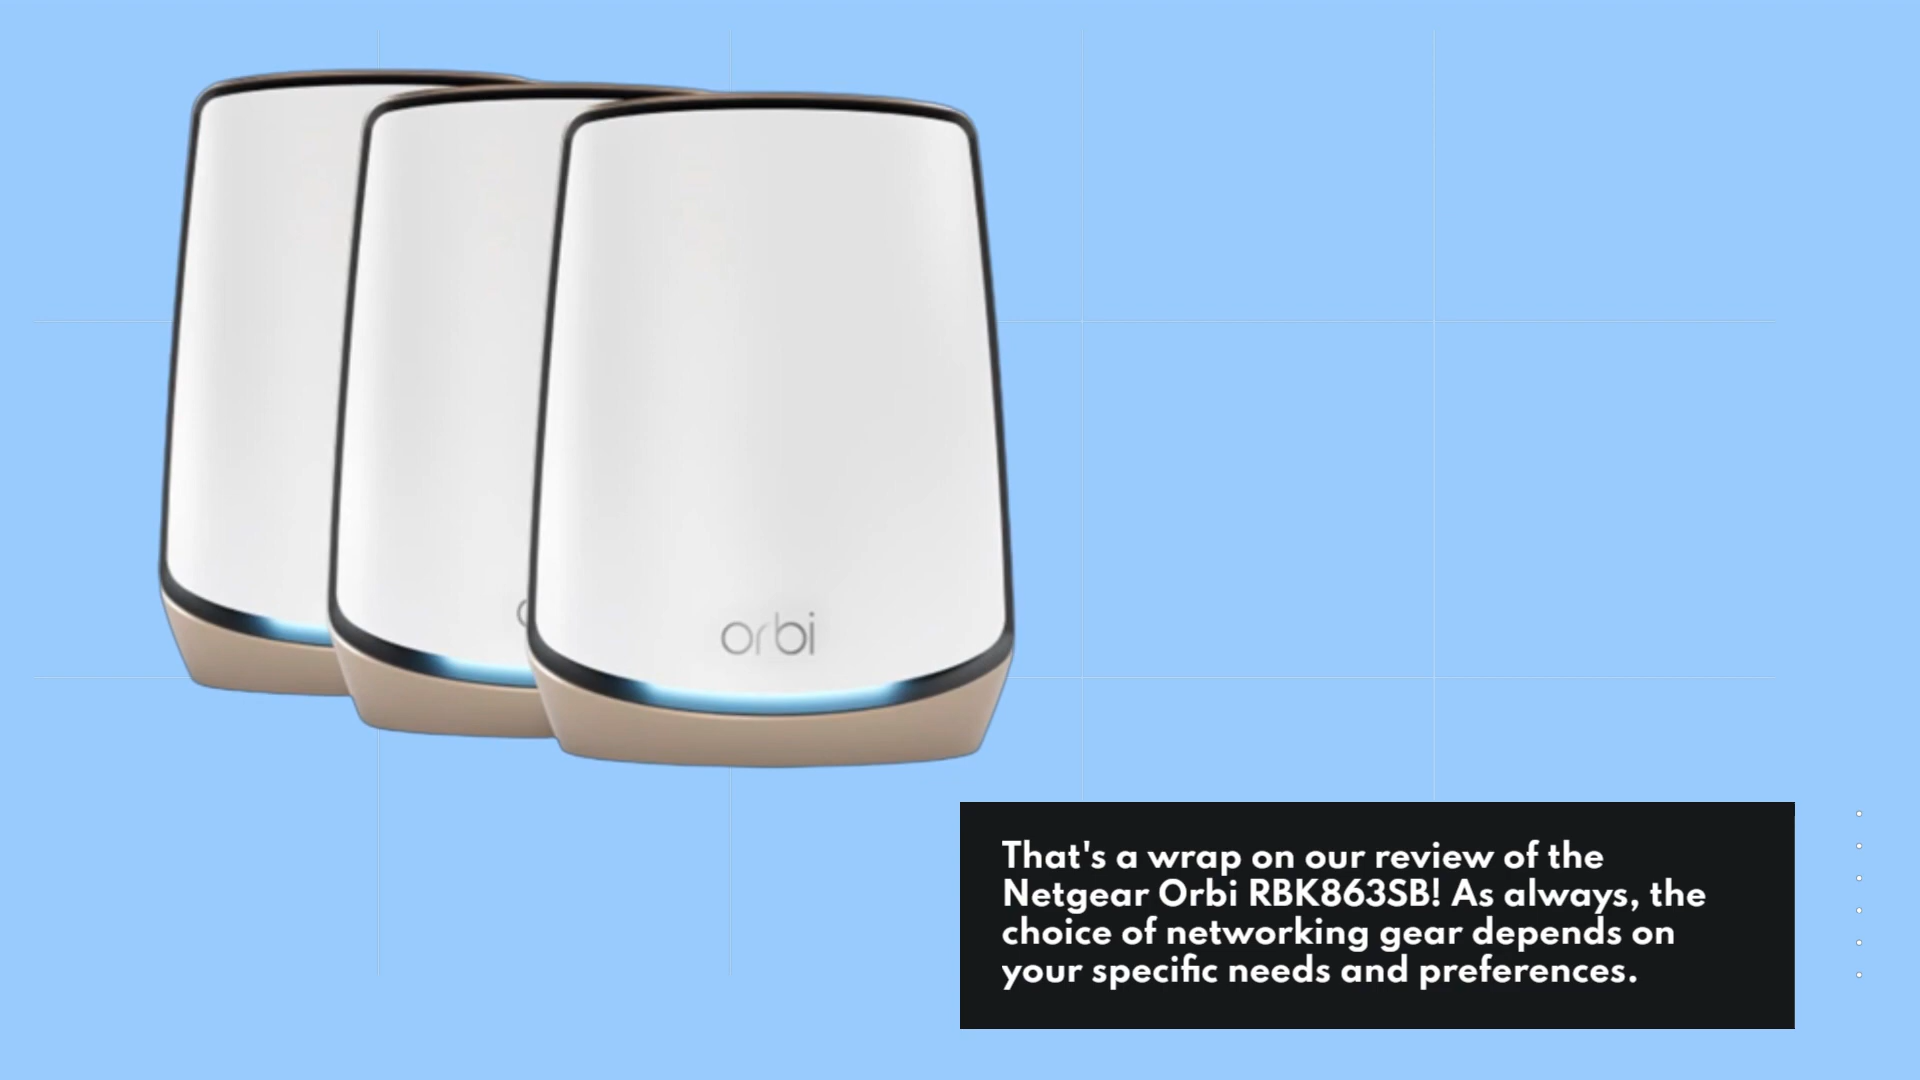 orbi
That's a wrap on our review of the
Netgear Orbi RBK863SB! As always, the
choice of networking gear depends on
your specific needs and preferences.